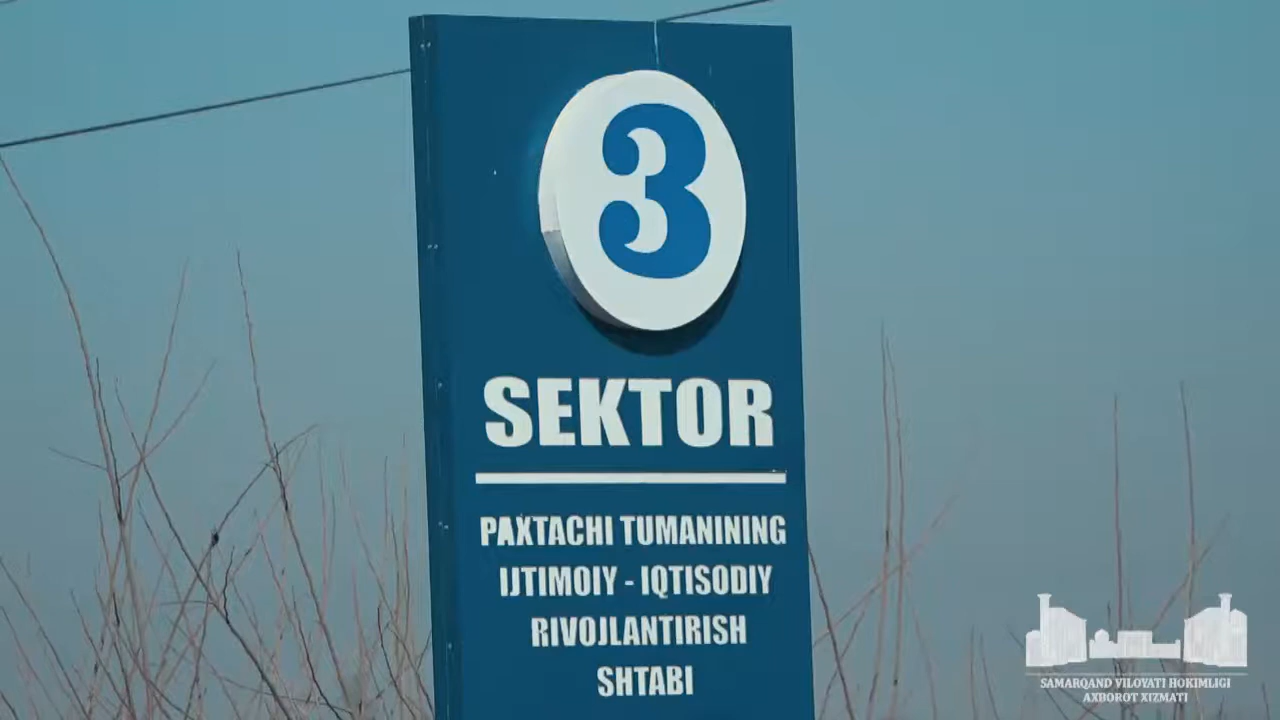 3
SEKTOR
PAXTACHI TUMANINING
IJTIMOIY - IQTISODIY
RIVOJLANTIRISH
SHTABI
SAMARQAND VILOYATI HOKIMLIGI
AXBOROT XIZMATI